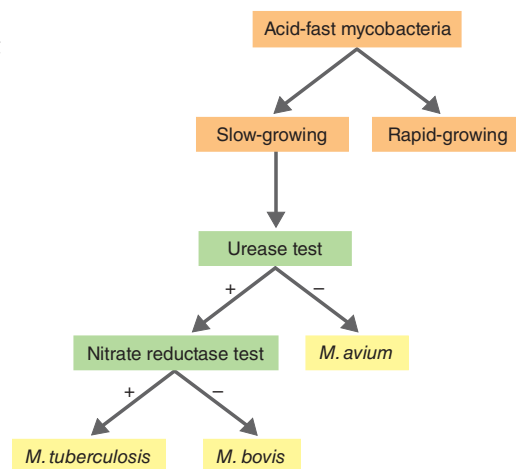 Acid-fast mycobacteria
Slow-growing
Rapid-growing
Urease test
+
–
Nitrate reductase test
M. avium
+
–
M. tuberculosis
M. bovis